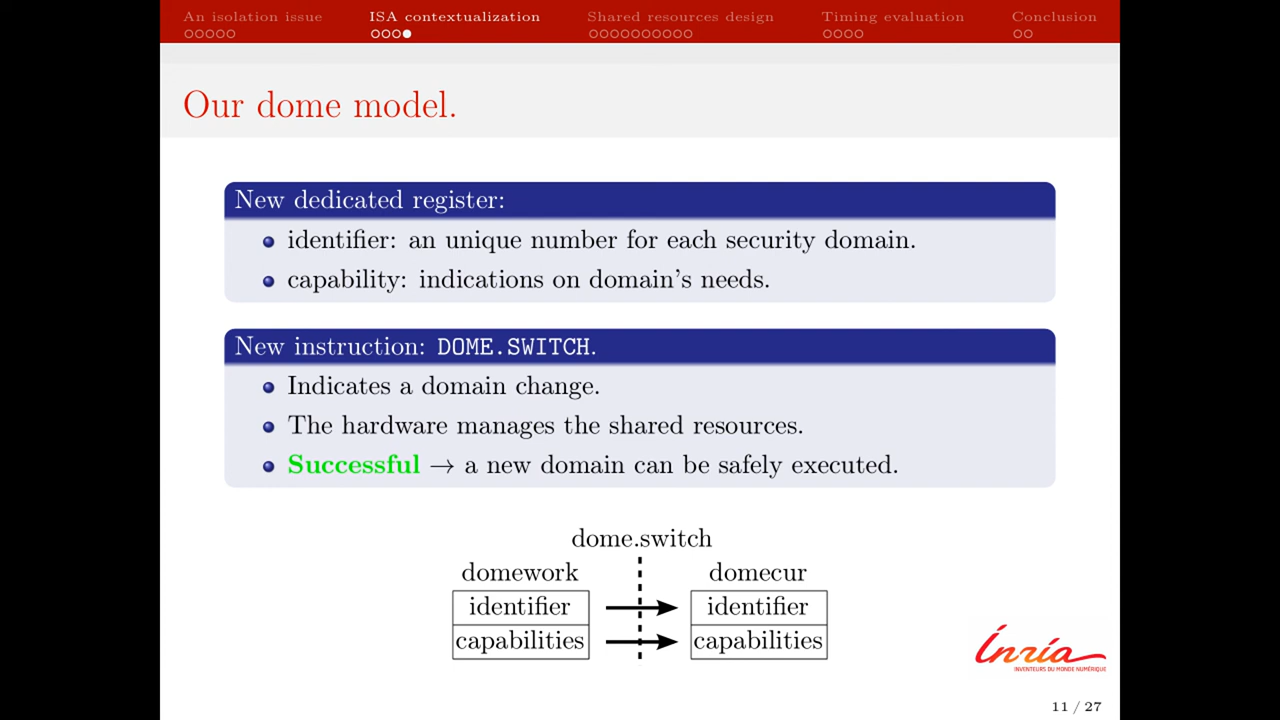 An isolation issue ISA contextualization Shared resources design Timing evaluation Conclusion
Our dome model.
New dedicated register:
identifier: an unique number for each security domain.
capability: indications on domain's needs.
New instruction: DOME.SWITCH.
Indicates a domain change.
The hardware manages the shared resources.
Successful → a new domain can be safely executed.
dome.switch
domework domecur
identifier identifier
capabilities capabilities
Inria
INVENTEURS DU MONDE NUMÉRIQUE
11 / 27